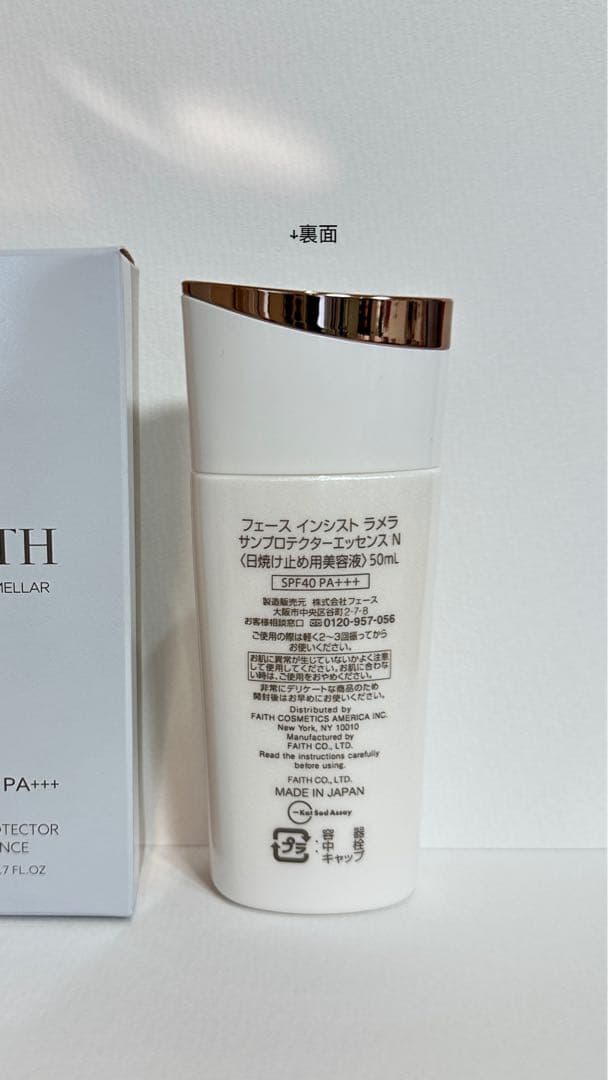 ↓裏面
TH
MELLAR
PA+++
OTECTOR
ENCE
.7 FL.OZ
フェース インシスト ラメラ
サンプロテクターエッセンス N
〈日焼け止め用美容液〉50mL
SPF40 PA+++
製造販売元 株式会社フェース
大阪市中央区谷町2-7-8
お客様相談窓口 0120-957-056
ご使用の際は軽く2～3回振ってから
お使いください。
お肌に異常が生じていないかよく注意
して使用してください。お肌に合わな
い時は、ご使用をおやめください。
非常にデリケートな商品のため
開封後はお早めにお使いください。
Distributed by
FAITH COSMETICS AMERICA INC.
New York, NY 10010
Manufactured by
FAITH CO., LTD.
Read the instructions carefully
before using.
FAITH CO., LTD.
MADE IN JAPAN
Kat Sod Assay
プラ
:容器
:中栓
キャップ